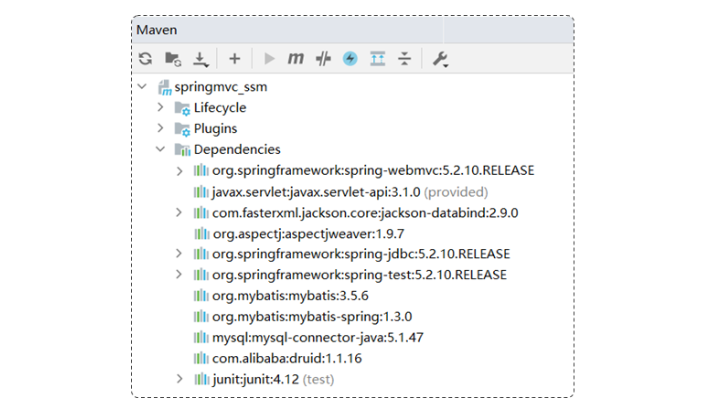 Maven
springmvc_ssm
Lifecycle
Plugins
Dependencies
org.springframework:spring-webmvc:5.2.10.RELEASE
javax.servlet:javax.servlet-api:3.1.0 (provided)
com.fasterxml.jackson.core:jackson-databind:2.9.0
org.aspectj:aspectjweaver:1.9.7
org.springframework:spring-jdbc:5.2.10.RELEASE
org.springframework:spring-test:5.2.10.RELEASE
org.mybatis:mybatis:3.5.6
org.mybatis:mybatis-spring:1.3.0
mysql:mysql-connector-java:5.1.47
com.alibaba:druid:1.1.16
junit:junit:4.12 (test)